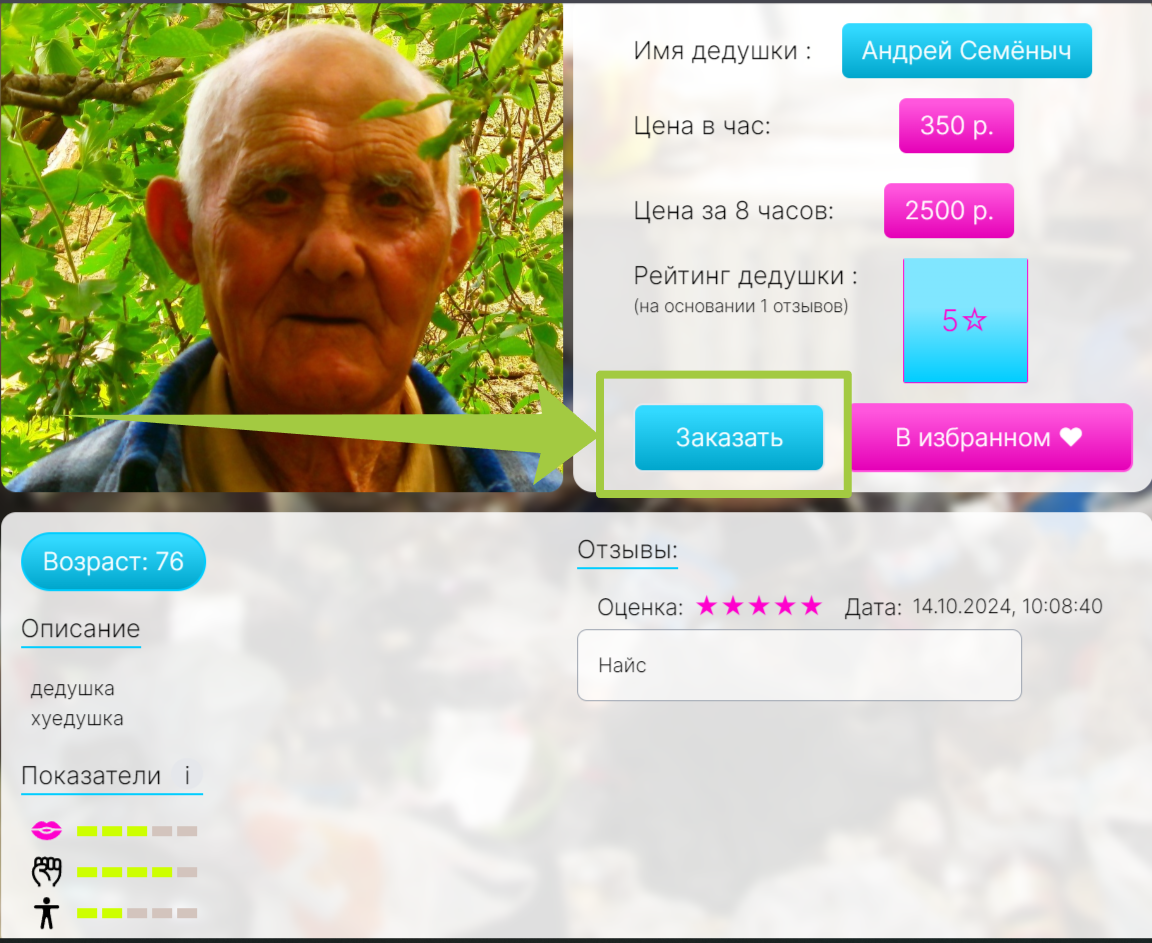 Имя дедушки : Андрей Семёныч
Цена в час: 350 р.
Цена за 8 часов: 2500 р.
Рейтинг дедушки :
(на основании 1 отзывов)
5☆
Заказать
В избранном ♥
Возраст: 76
Описание
дедушка
хуедушка
Показатели i
Отзывы:
Оценка: ★★★★★ Дата: 14.10.2024, 10:08:40
Найс